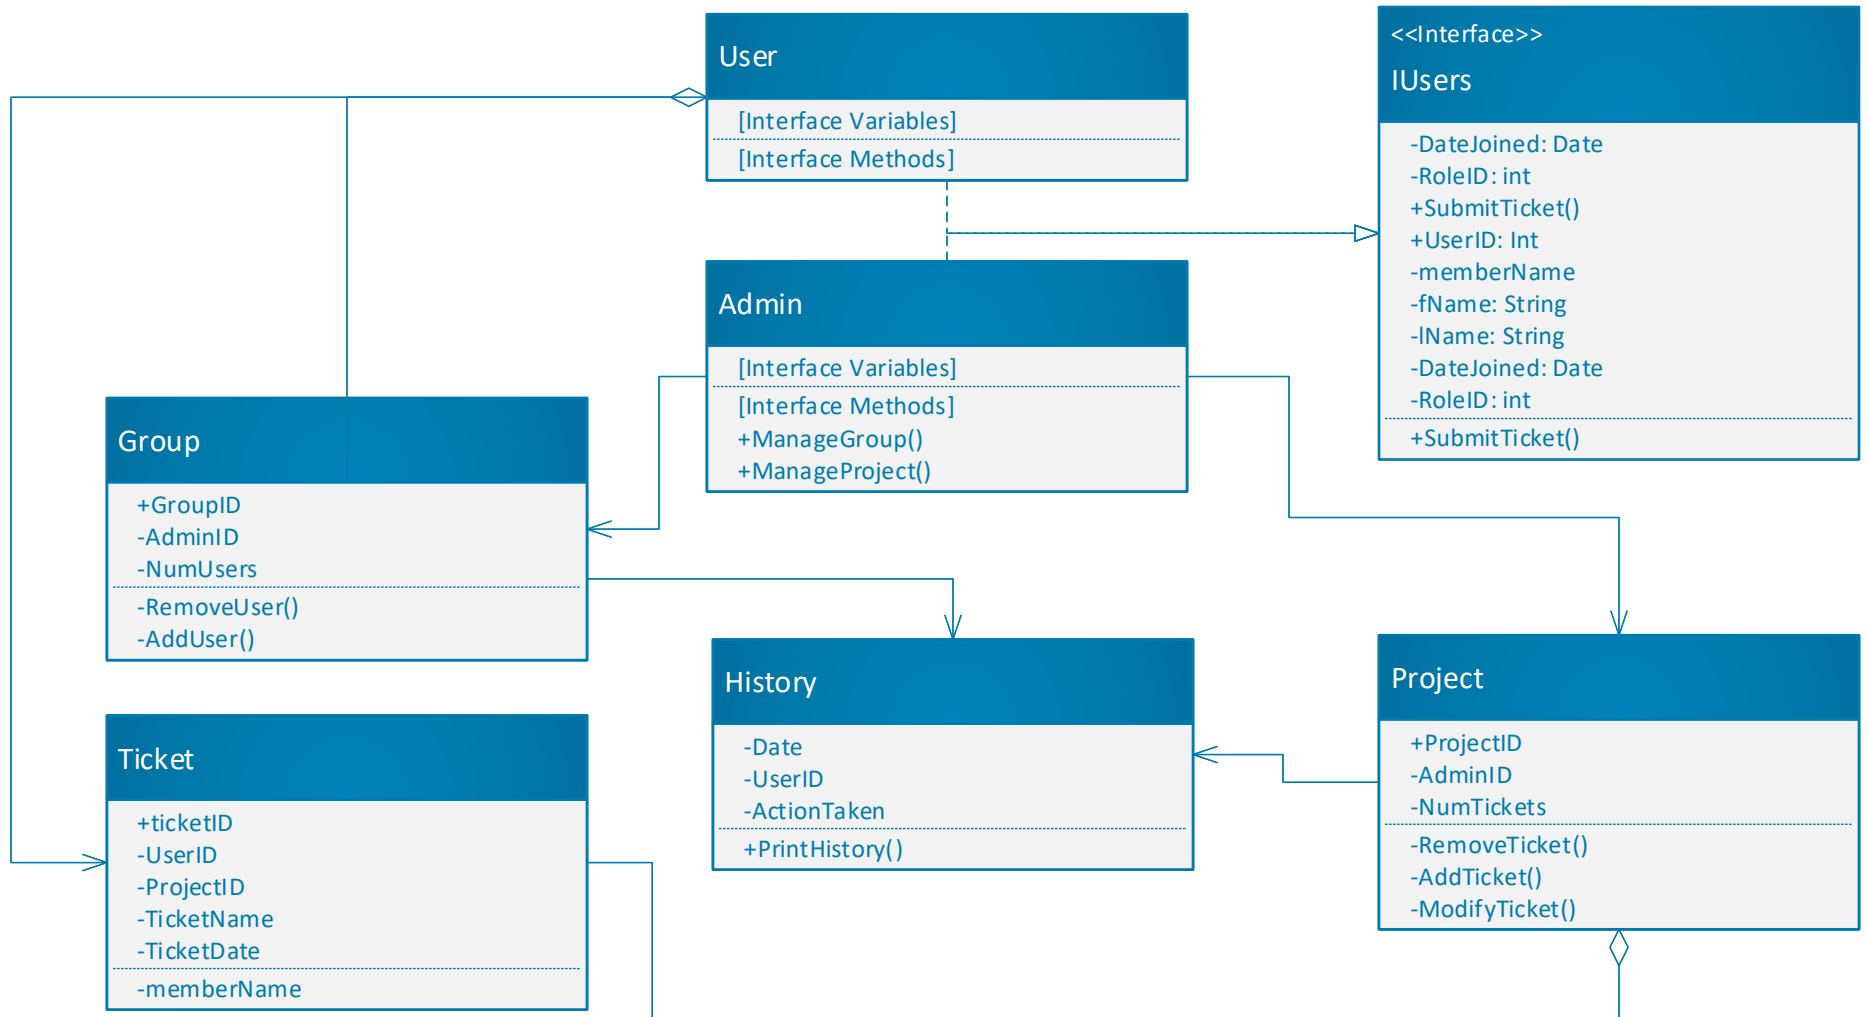 User
[Interface Variables]
[Interface Methods]
<<Interface>>
IUsers
-DateJoined: Date
-RoleID: int
+SubmitTicket()
+UserID: Int
-memberName
-fName: String
-lName: String
-DateJoined: Date
-RoleID: int
+SubmitTicket()
Admin
[Interface Variables]
[Interface Methods]
+ManageGroup()
+ManageProject()
Group
+GroupID
-AdminID
-NumUsers
-RemoveUser()
-AddUser()
History
-Date
-UserID
-ActionTaken
+PrintHistory()
Project
+ProjectID
-AdminID
-NumTickets
-RemoveTicket()
-AddTicket()
-ModifyTicket()
Ticket
+ticketID
-UserID
-ProjectID
-TicketName
-TicketDate
-memberName